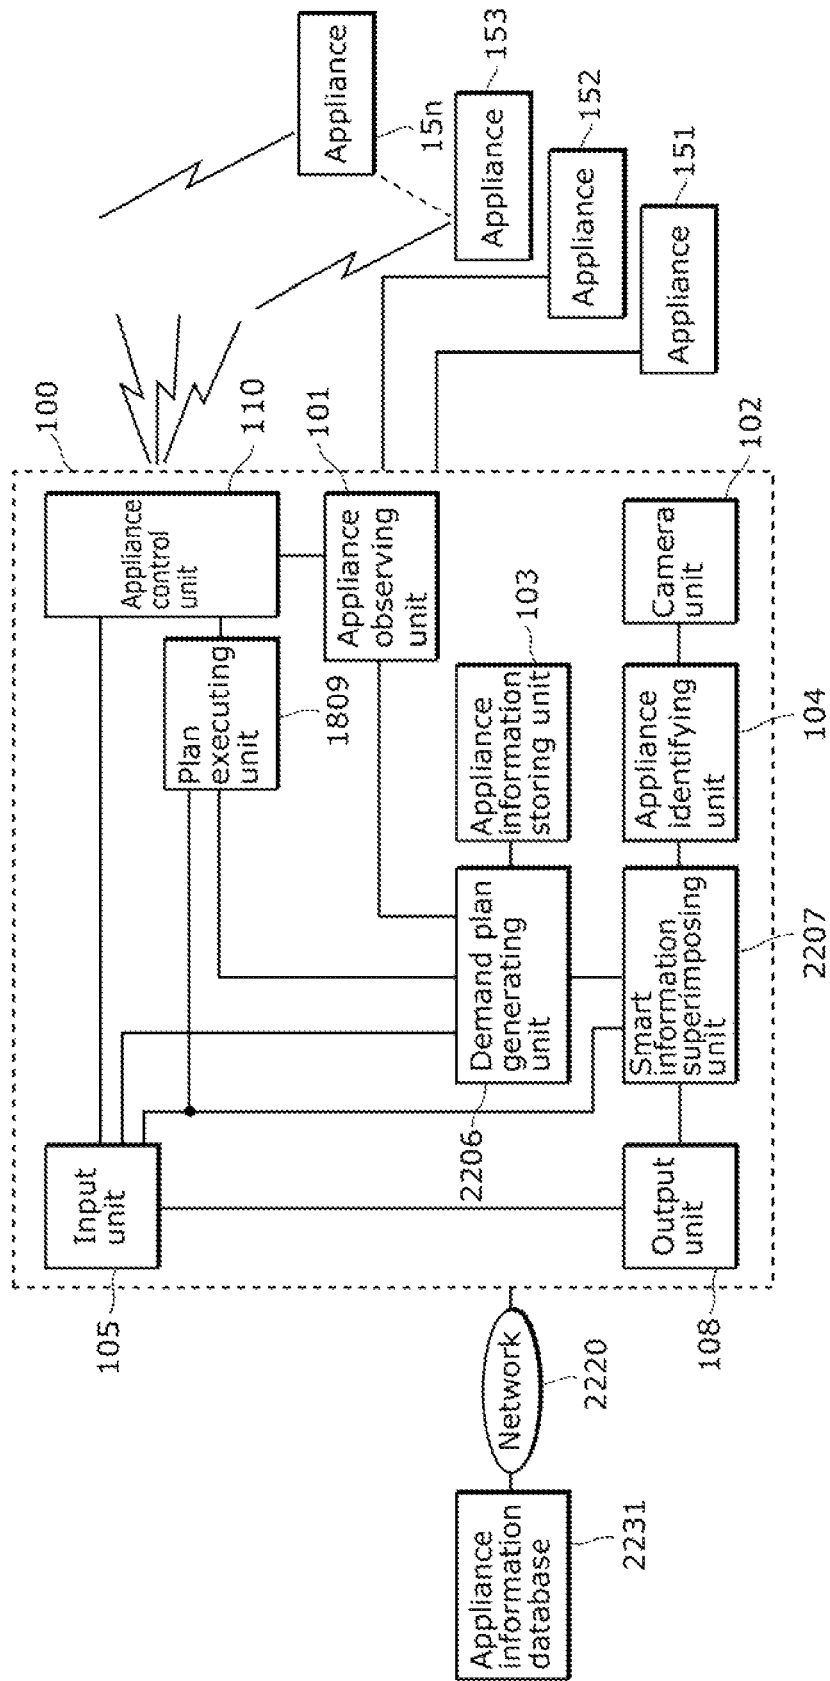 100
Appliance
control
unit
110
Plan
executing
unit
1809
Appliance
observing
unit
101
Input
unit
105
Demand plan
generating
unit
2206
Appliance
information
storing unit
103
Output
unit
108
Smart
information
superimposing
unit
2207
Appliance
identifying
unit
104
Camera
unit
102
Appliance
15n
Appliance
153
Appliance
152
Appliance
151
Appliance
information
database
2231
Network
2220